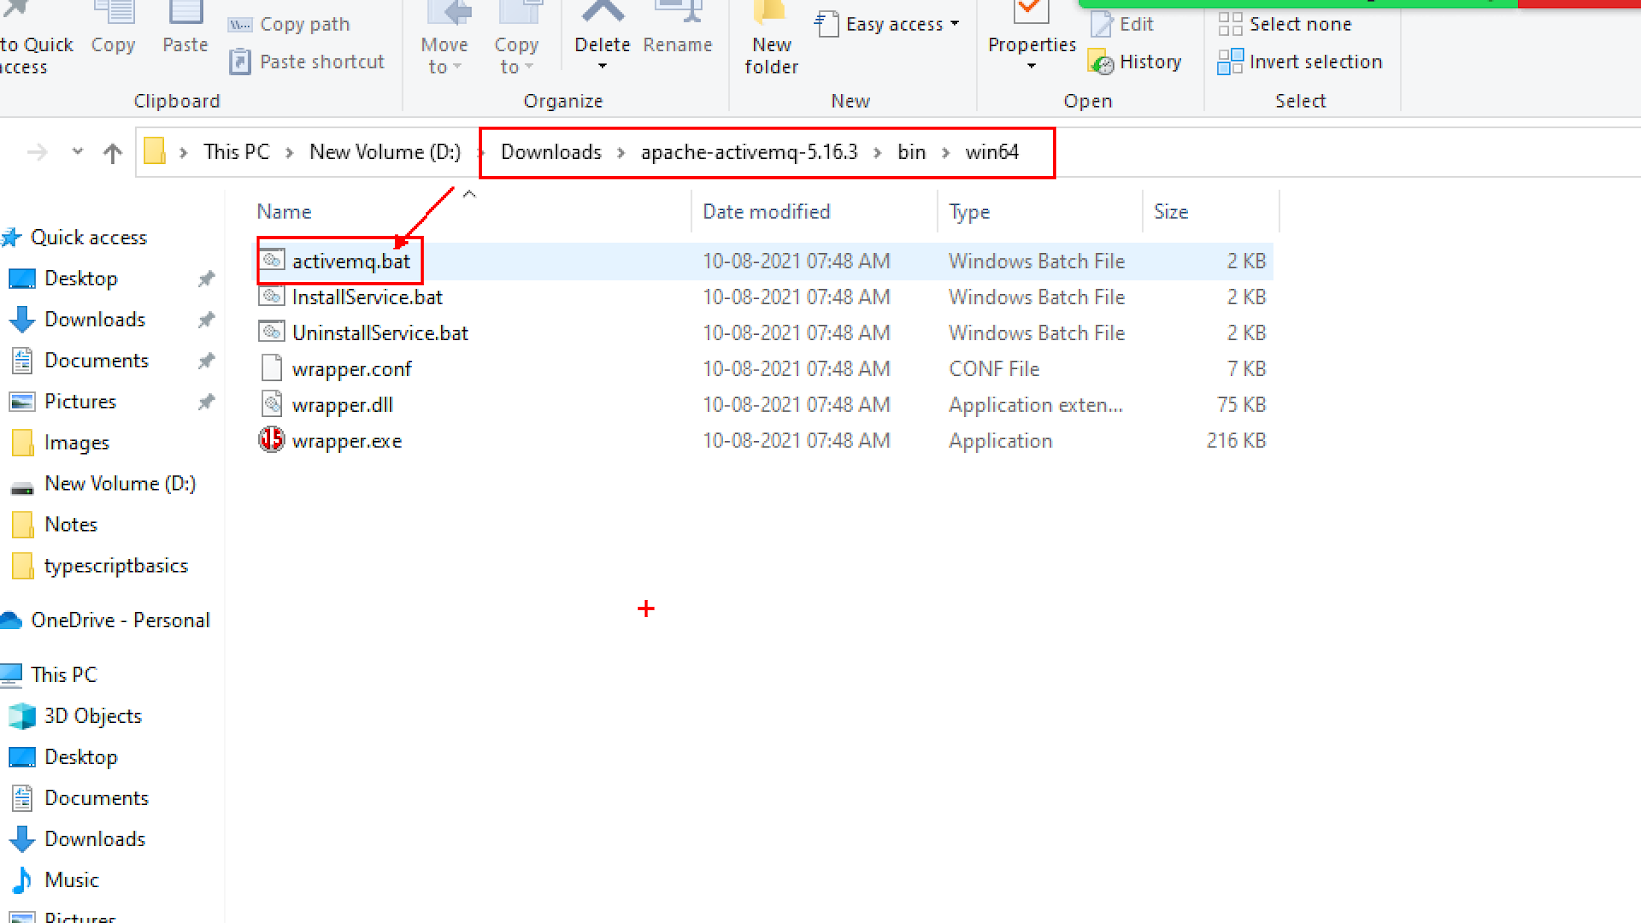 to Quick access
Copy
Paste
W... Copy path
Paste shortcut
Move to
Copy to
Delete
Rename
New folder
Easy access
Properties
Edit
History
Select none
Invert selection
Clipboard
Organize
New
Open
Select
This PC > New Volume (D:) > Downloads > apache-activemq-5.16.3 > bin > win64
Name Date modified Type Size
activemq.bat 10-08-2021 07:48 AM Windows Batch File 2 KB
InstallService.bat 10-08-2021 07:48 AM Windows Batch File 2 KB
UninstallService.bat 10-08-2021 07:48 AM Windows Batch File 2 KB
wrapper.conf 10-08-2021 07:48 AM CONF File 7 KB
wrapper.dll 10-08-2021 07:48 AM Application exten... 75 KB
wrapper.exe 10-08-2021 07:48 AM Application 216 KB
Quick access
Desktop
Downloads
Documents
Pictures
Images
New Volume (D:)
Notes
typescriptbasics
OneDrive - Personal
This PC
3D Objects
Desktop
Documents
Downloads
Music
Pictures